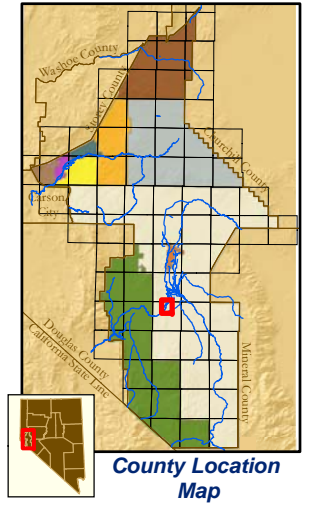 Washoe County
Storey County
Churchill County
Carson
City
Douglas County
California State Line
Mineral County
County Location
Map